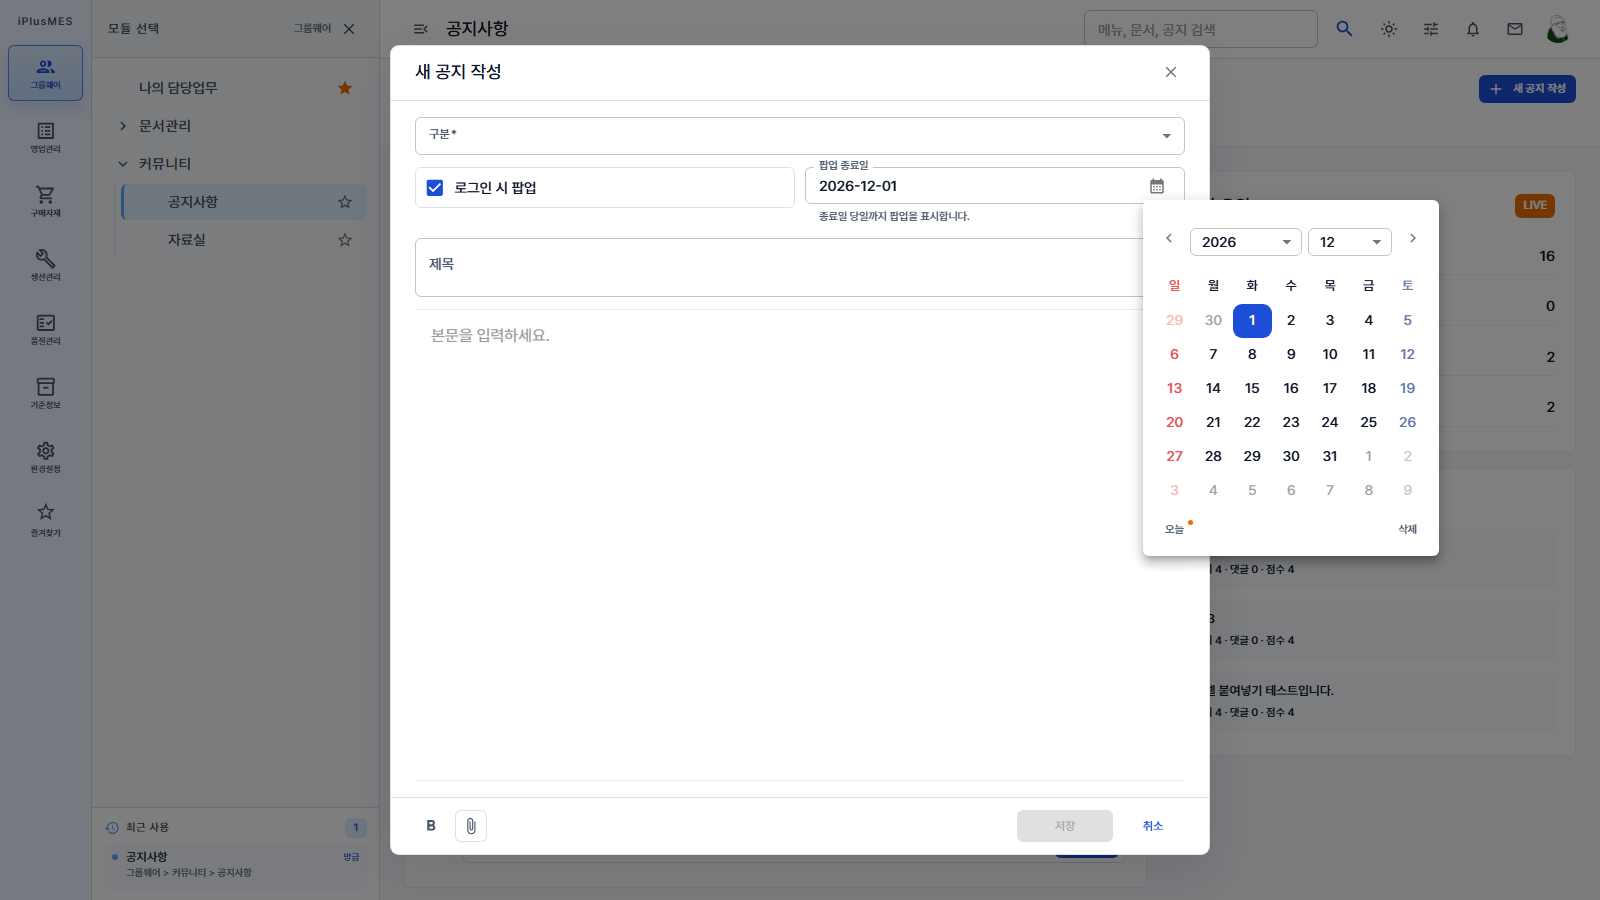 iPlusMES
그룹웨어
영업관리
구매자재
생산관리
품질관리
기준정보
환경설정
즐겨찾기
모듈 선택
그룹웨어
나의 담당업무
문서관리
커뮤니티
공지사항
자료실
최근 사용
1
공지사항
방금
그룹웨어 > 커뮤니티 > 공지사항
공지사항
메뉴, 문서, 공지 검색
새 공지 작성
새 공지 작성
구분*
로그인 시 팝업
팝업 종료일
2026-12-01
종료일 당일까지 팝업을 표시합니다.
제목
본문을 입력하세요.
B
저장
취소
2026
12
일 월 화 수 목 금 토
29 30 1 2 3 4 5
6 7 8 9 10 11 12
13 14 15 16 17 18 19
20 21 22 23 24 25 26
27 28 29 30 31 1 2
3 4 5 6 7 8 9
오늘
삭제
LIVE
16
0
2
2
4 · 댓글 0 · 점수 4
4 · 댓글 0 · 점수 4
붙여넣기 테스트입니다.
4 · 댓글 0 · 점수 4